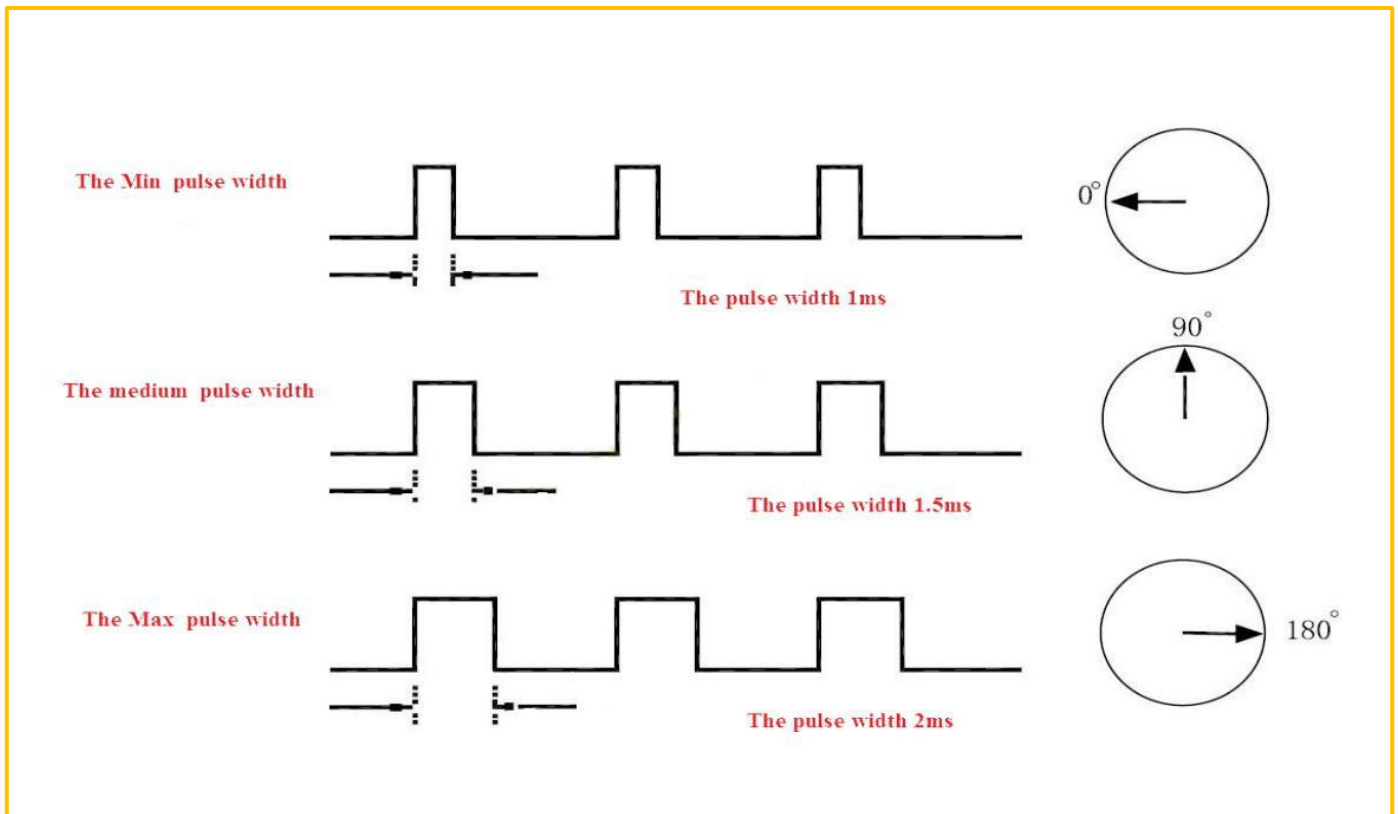 The Min pulse width
0°
The pulse width 1ms
90°
The medium pulse width
The pulse width 1.5ms
The Max pulse width
180°
The pulse width 2ms